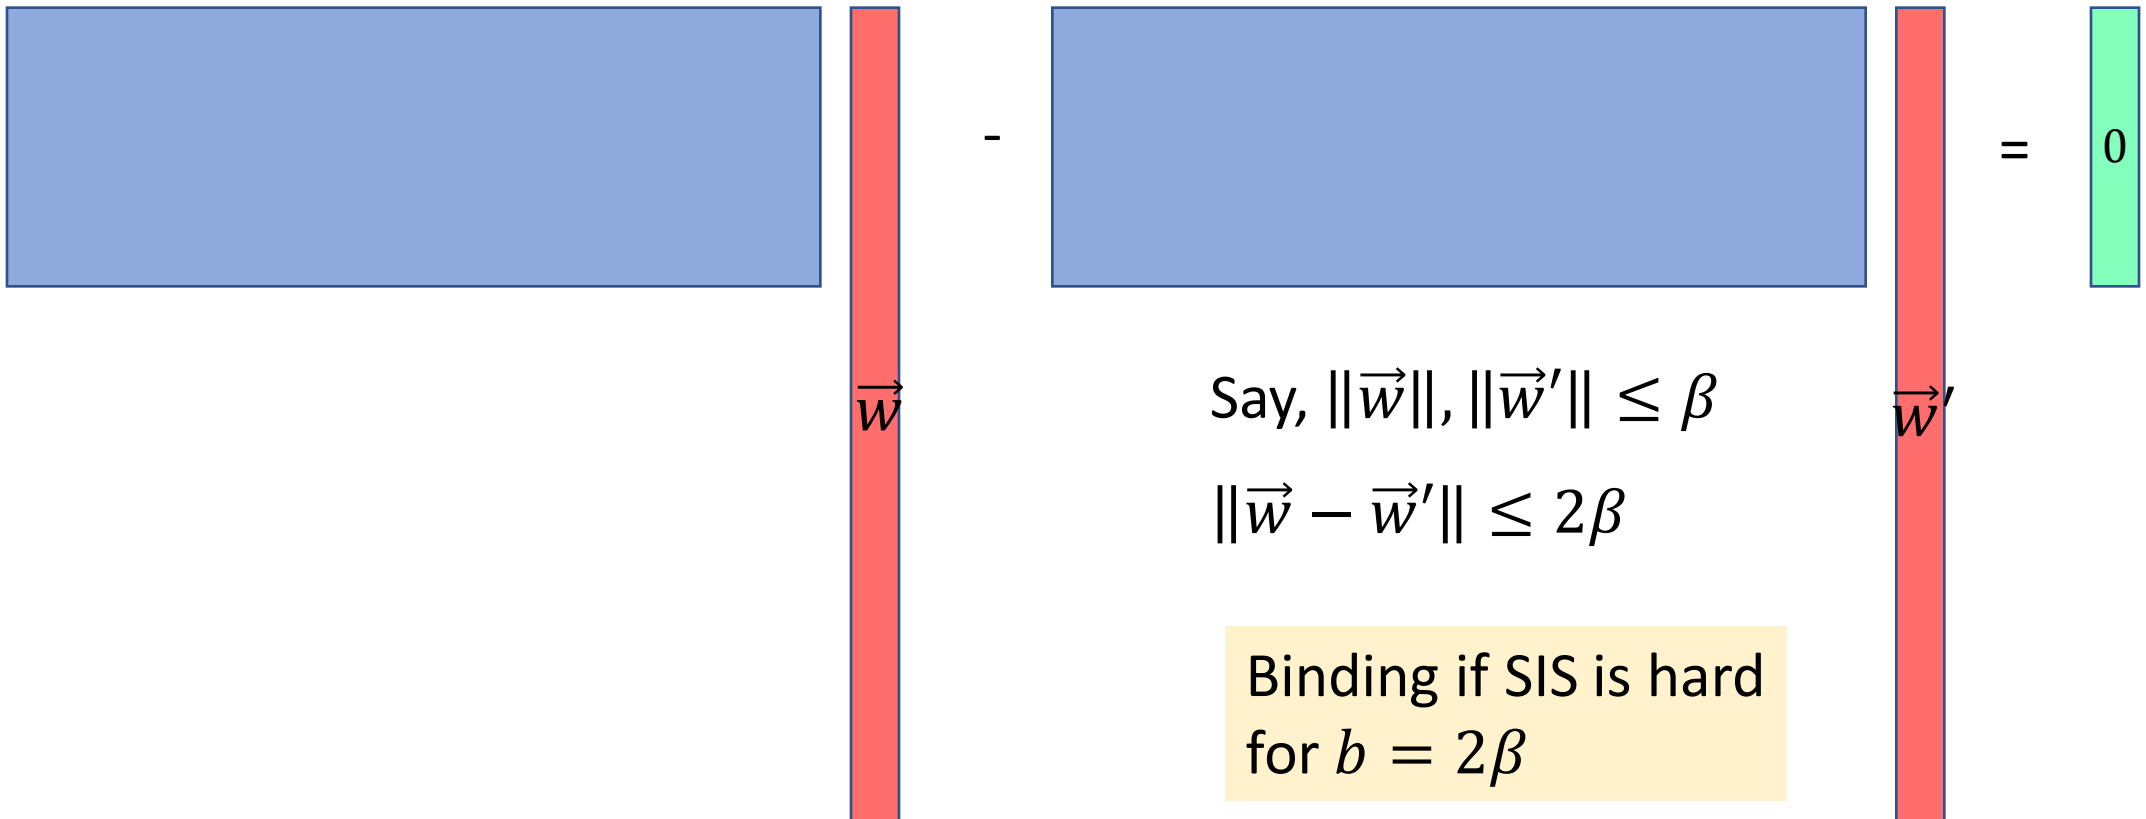 - = 0
w⃗ w⃗′
Say, ‖w⃗‖, ‖w⃗′‖ ≤ β
‖w⃗ − w⃗′‖ ≤ 2β
Binding if SIS is hard
for b = 2β